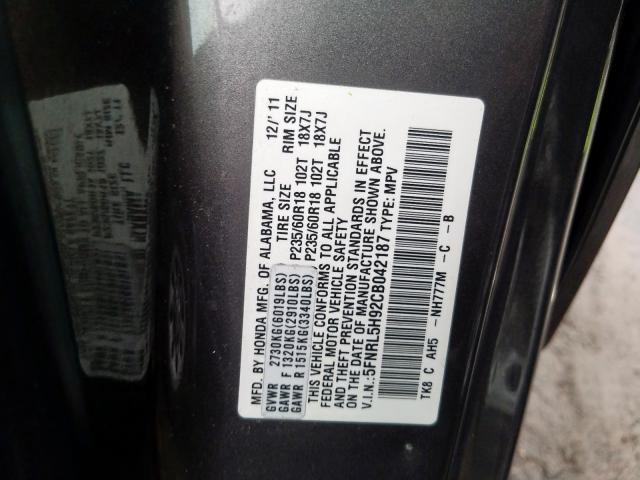 MFD. BY HONDA MFG. OF ALABAMA, LLC 12/'11
GVWR 2730KG(6019LBS) TIRE SIZE RIM SIZE
GAWR F 1320KG(2910LBS) P235/60R18 102T 18X7J
GAWR R 1515KG(3340LBS) P235/60R18 102T 18X7J
THIS VEHICLE CONFORMS TO ALL APPLICABLE
FEDERAL MOTOR VEHICLE SAFETY
AND THEFT PREVENTION STANDARDS IN EFFECT
ON THE DATE OF MANUFACTURE SHOWN ABOVE.
V.I.N.:5FNRL5H92CB042187 TYPE: MPV
TK8 C AH5 -NH777M -C -B